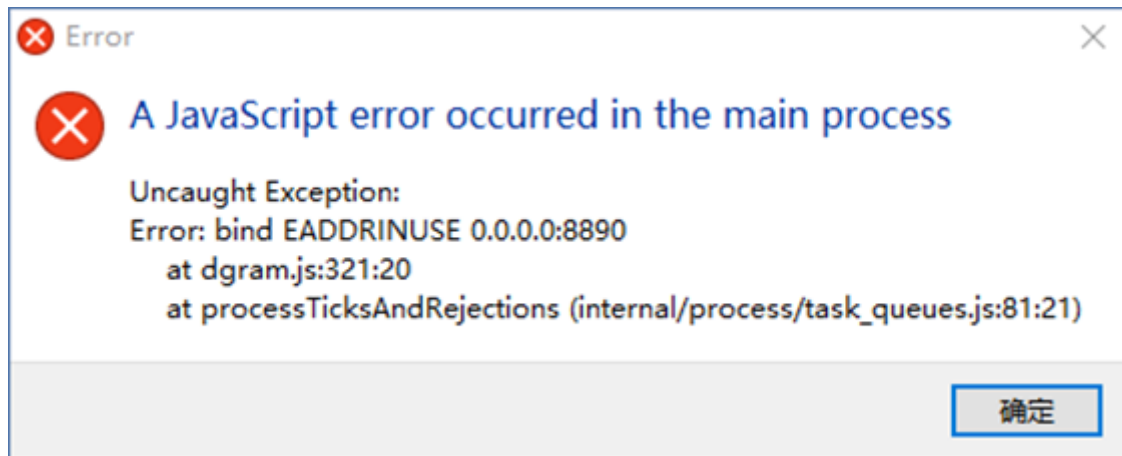 Error
A JavaScript error occurred in the main process
Uncaught Exception:
Error: bind EADDRINUSE 0.0.0.0:8890
at dgram.js:321:20
at processTicksAndRejections (internal/process/task_queues.js:81:21)
确定